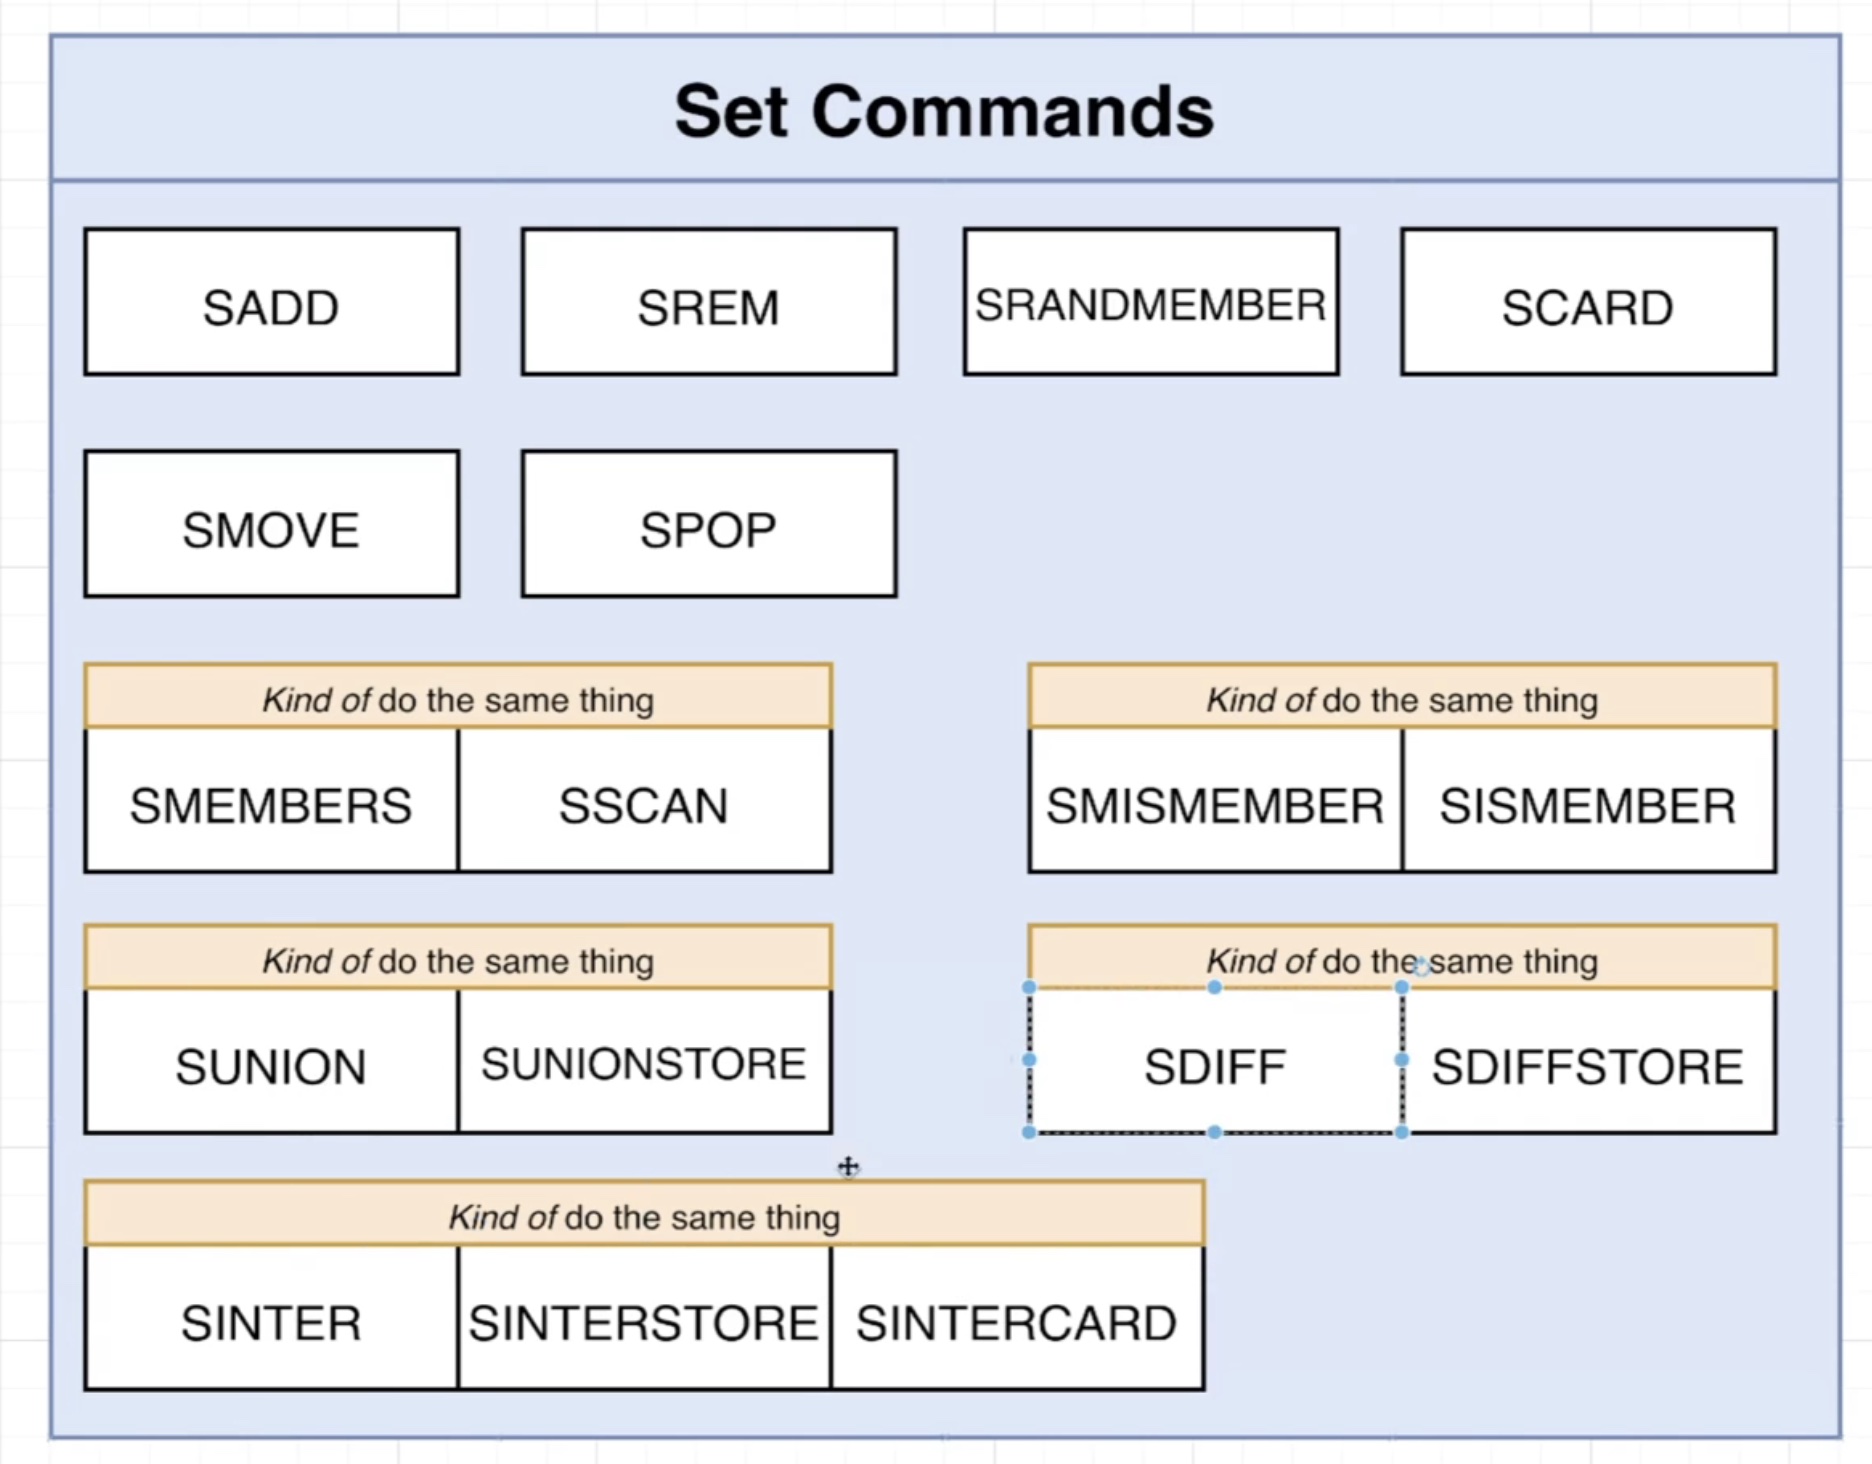 Set Commands
SADD
SREM
SRANDMEMBER
SCARD
SMOVE
SPOP
Kind of do the same thing
SMEMBERS
SSCAN
Kind of do the same thing
SMISMEMBER
SISMEMBER
Kind of do the same thing
SUNION
SUNIONSTORE
Kind of do the same thing
SDIFF
SDIFFSTORE
Kind of do the same thing
SINTER
SINTERSTORE
SINTERCARD